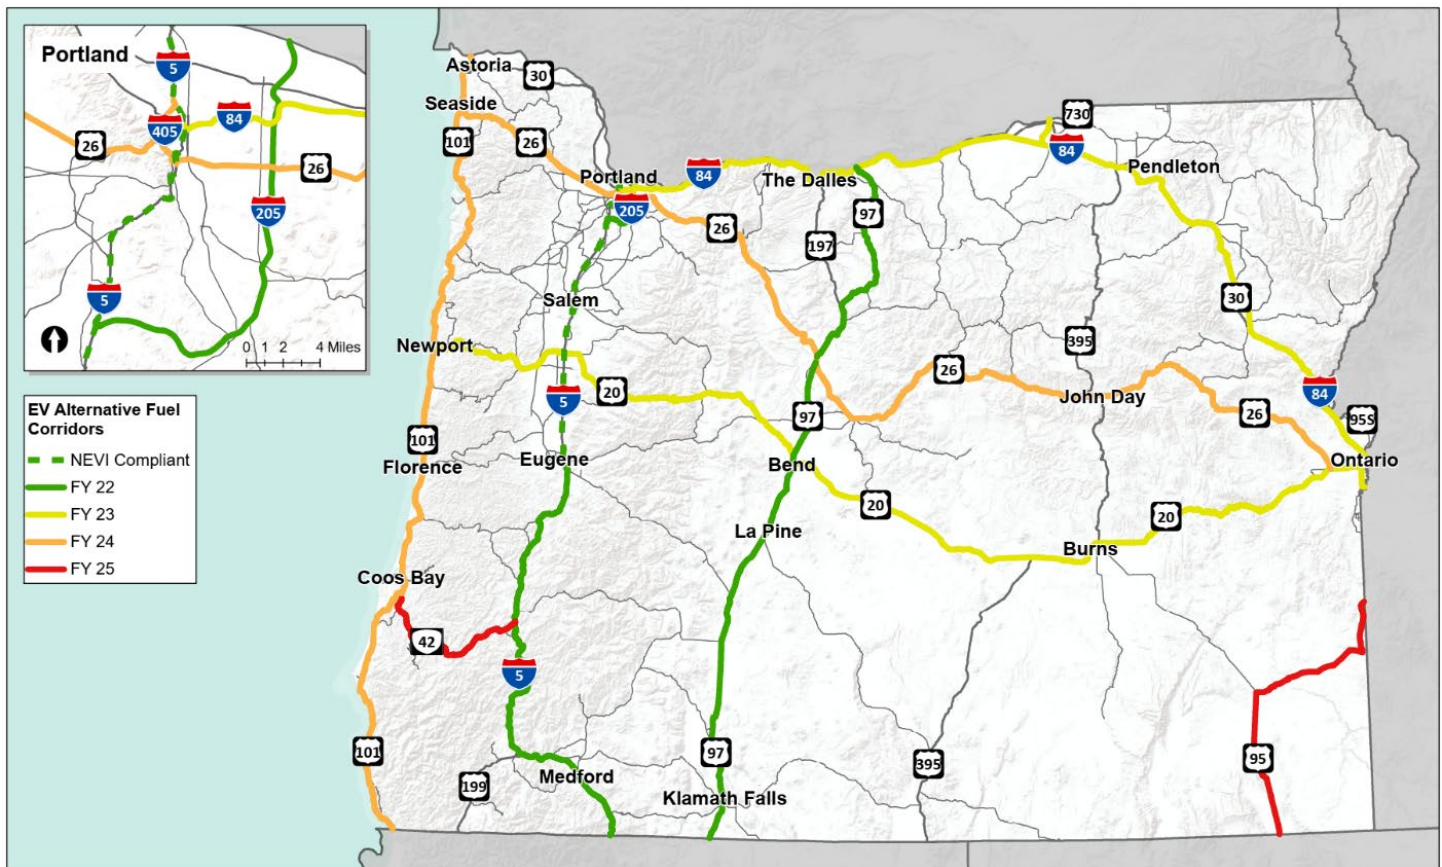 Portland
5
405
84
26
26
205
5
0 1 2 4 Miles
EV Alternative Fuel
Corridors
NEVI Compliant
FY 22
FY 23
FY 24
FY 25
Astoria
30
Seaside
101
26
730
84
Pendleton
Portland
84
The Dalles
205
26
97
197
Salem
30
Newport
395
26
20
5
97
John Day
84
26
95S
101
Florence
Eugene
Bend
Ontario
20
20
La Pine
Burns
Coos Bay
42
5
101
97
395
95
199
Medford
Klamath Falls